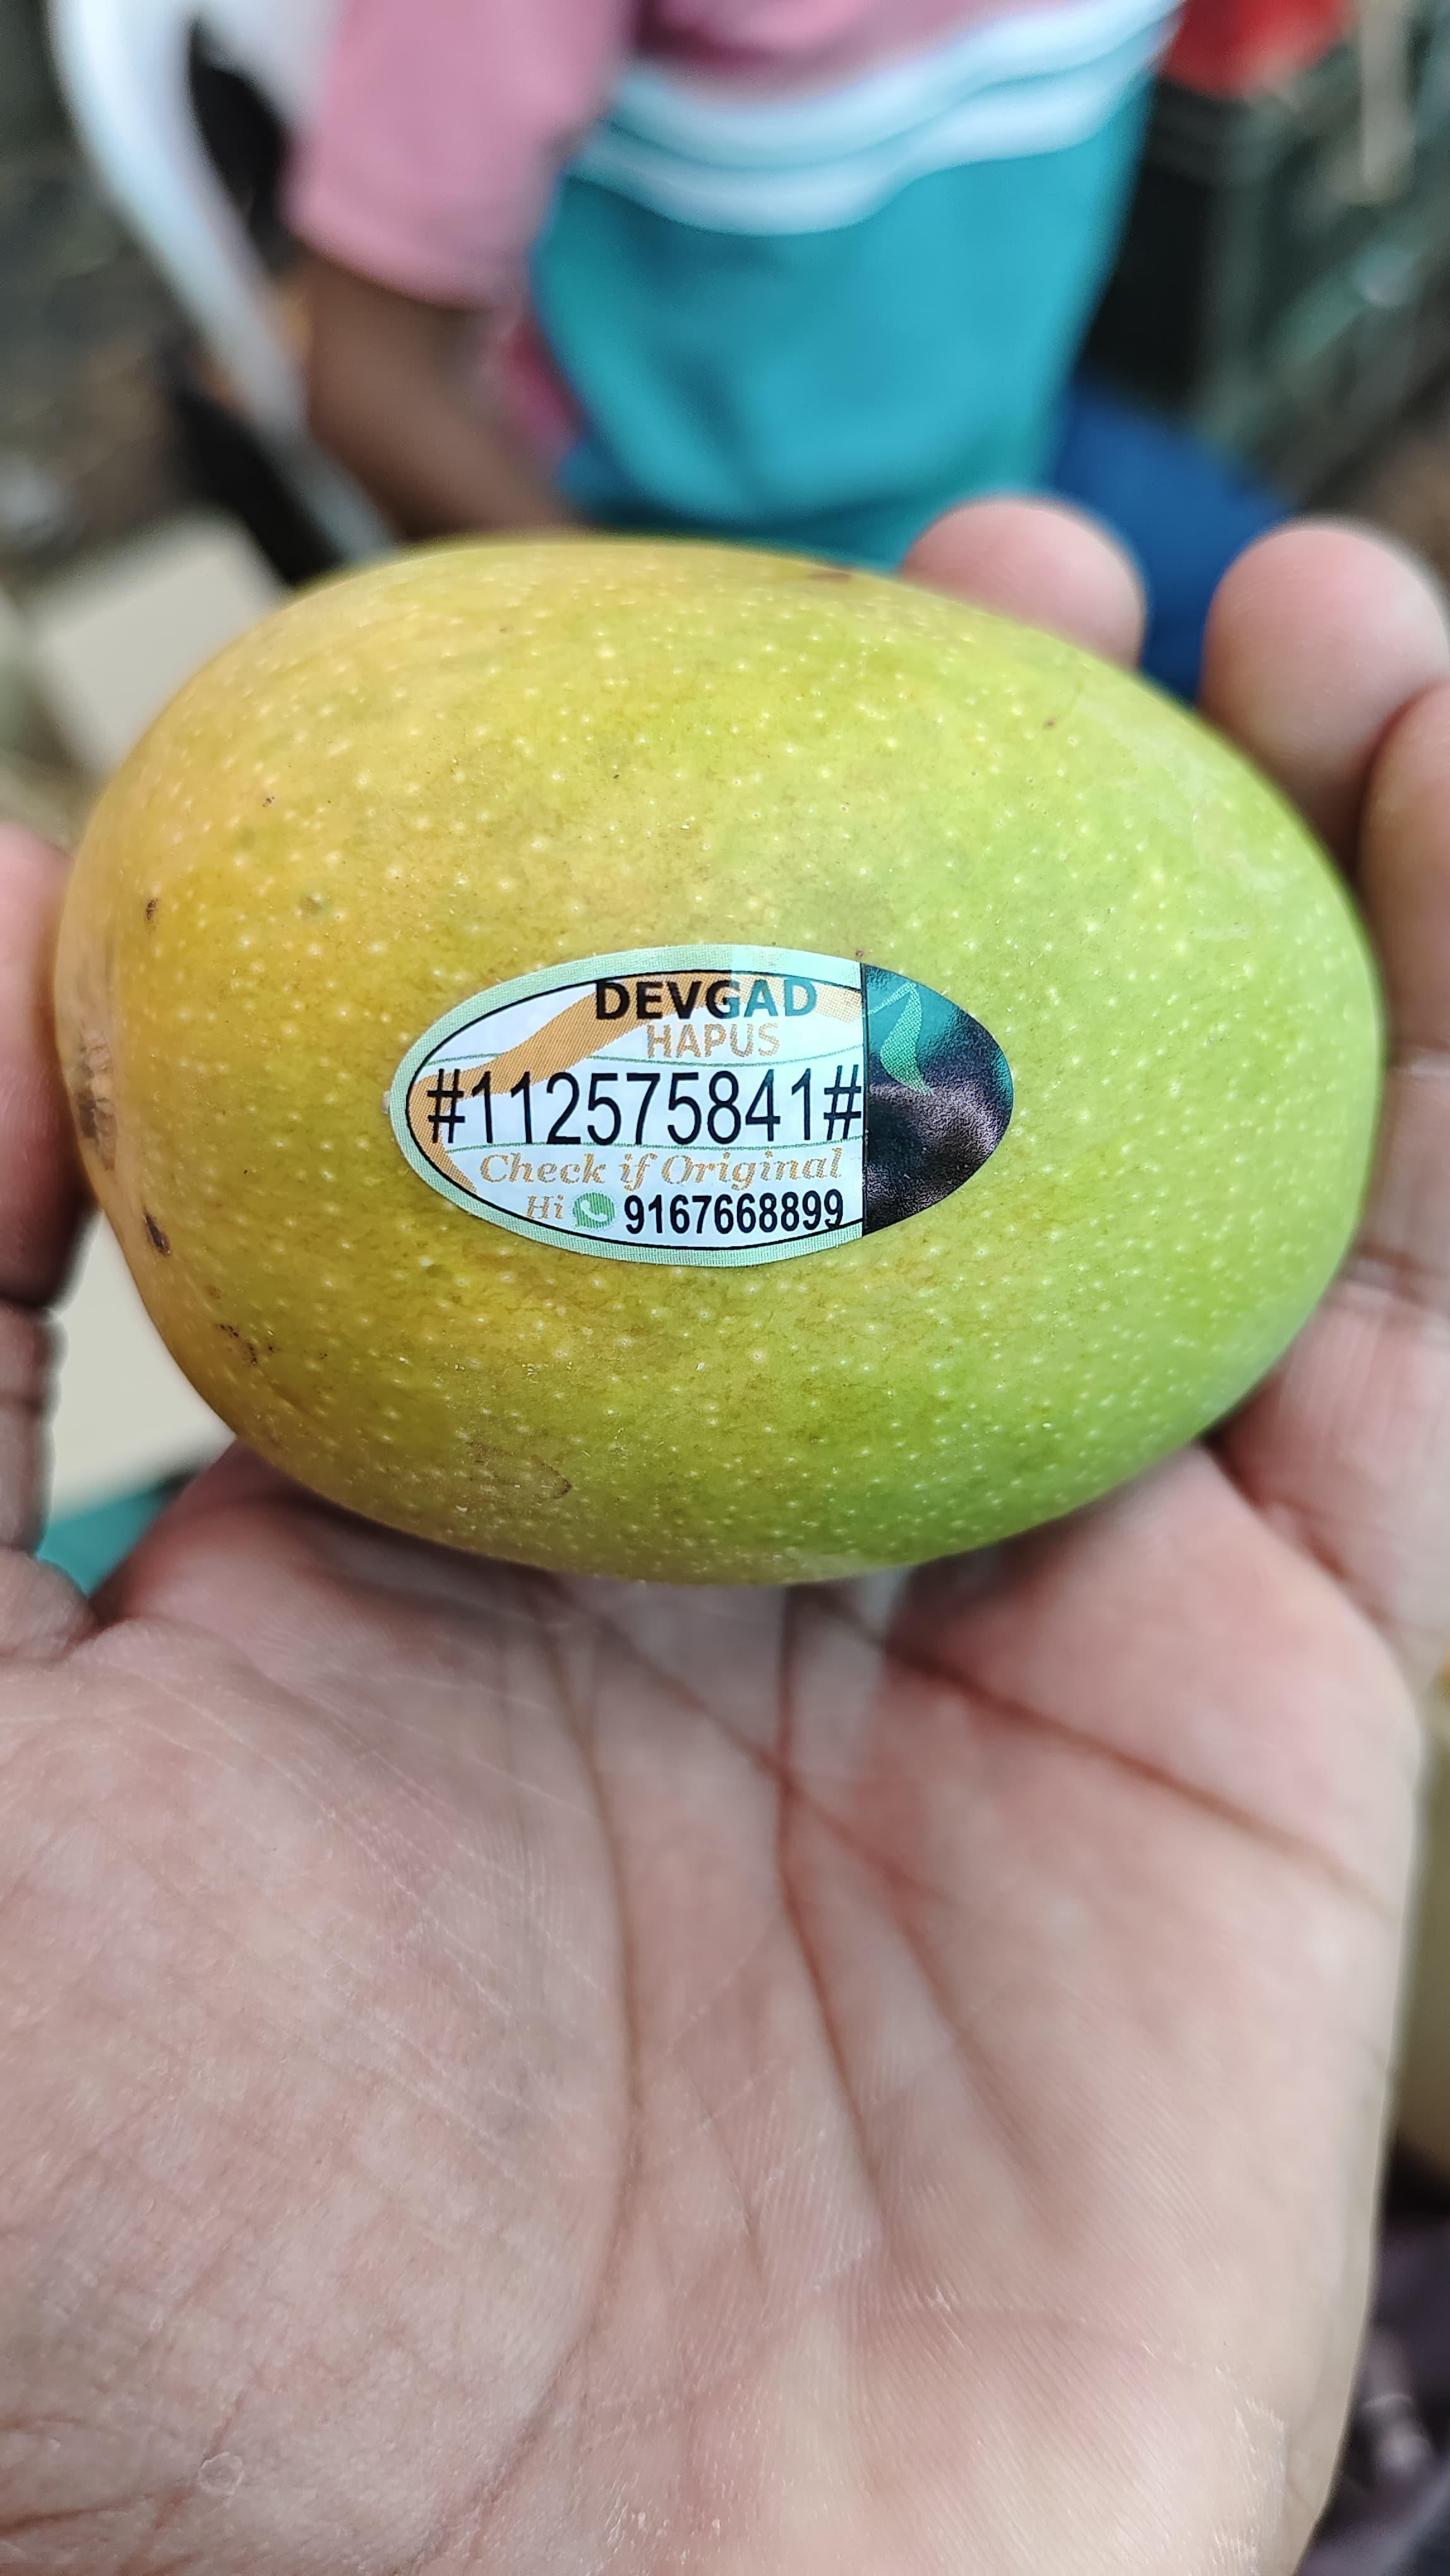 DEVGAD
HAPUS
#112575841#
Check if Original
Hi 9167668899